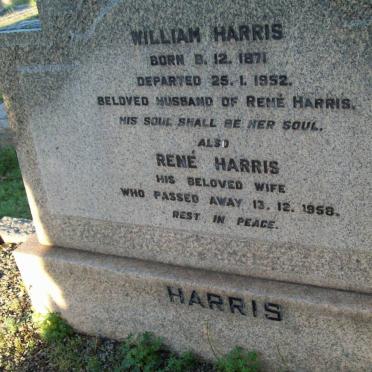 WILLIAM HARRIS
BORN 8. 12. 1871
DEPARTED 25. 1. 1952.
BELOVED HUSBAND OF RENÉ HARRIS.
HIS SOUL SHALL BE HER SOUL.
ALSO
RENÉ HARRIS
HIS BELOVED WIFE
WHO PASSED AWAY 13. 12. 1958.
REST IN PEACE.
HARRIS